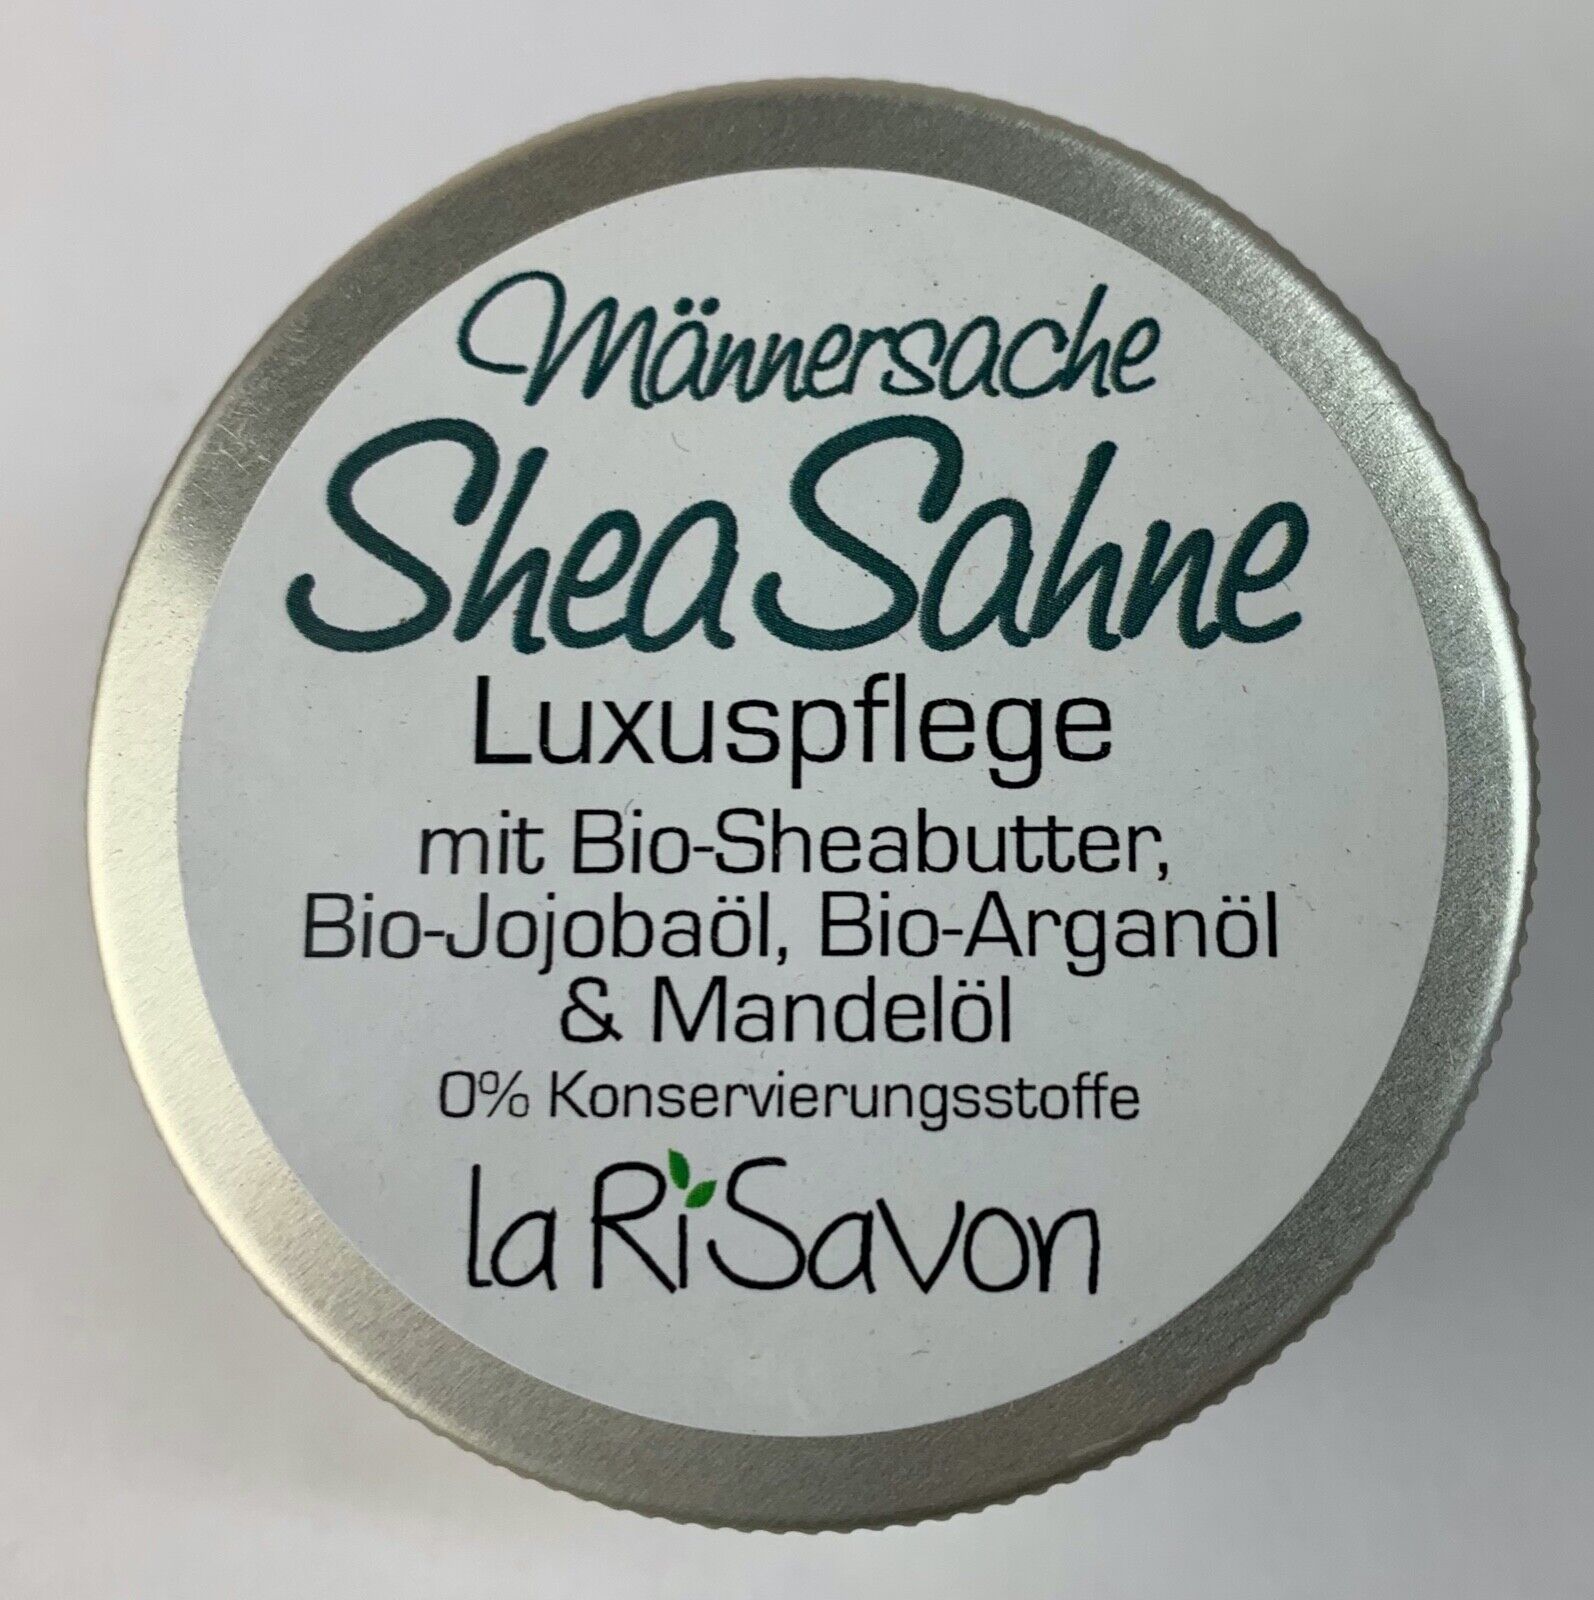 Männersache
Shea Sahne
Luxuspflege
mit Bio-Sheabutter,
Bio-Jojobaöl, Bio-Arganöl
& Mandelöl
0% Konservierungsstoffe
la RiSavon